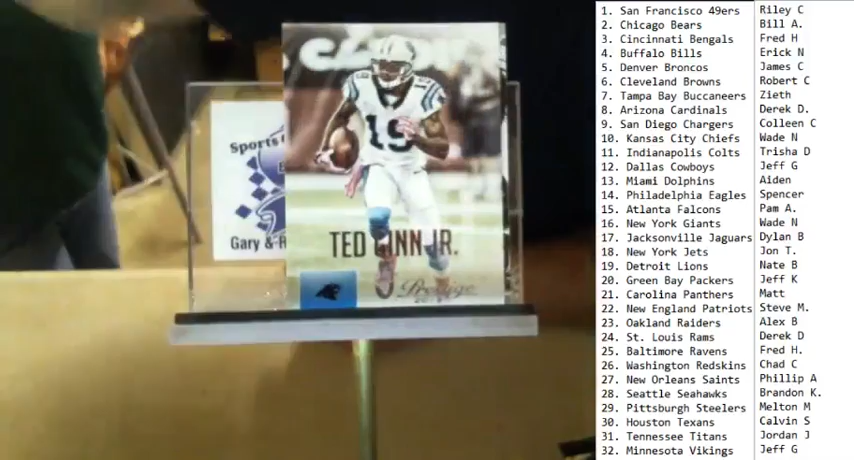 Sports
Gary & R
19
19
TED GINN JR.
Prestige
1. San Francisco 49ers Riley C
2. Chicago Bears Bill A.
3. Cincinnati Bengals Fred H
4. Buffalo Bills Erick N
5. Denver Broncos James C
6. Cleveland Browns Robert C
7. Tampa Bay Buccaneers Zieth
8. Arizona Cardinals Derek D.
9. San Diego Chargers Colleen C
10. Kansas City Chiefs Wade N
11. Indianapolis Colts Trisha D
12. Dallas Cowboys Jeff G
13. Miami Dolphins Aiden
14. Philadelphia Eagles Spencer
15. Atlanta Falcons Pam A.
16. New York Giants Wade N
17. Jacksonville Jaguars Dylan B
18. New York Jets Jon T.
19. Detroit Lions Nate B
20. Green Bay Packers Jeff K
21. Carolina Panthers Matt
22. New England Patriots Steve M.
23. Oakland Raiders Alex B
24. St. Louis Rams Derek D
25. Baltimore Ravens Fred H.
26. Washington Redskins Chad C
27. New Orleans Saints Phillip A
28. Seattle Seahawks Brandon K.
29. Pittsburgh Steelers Melton M
30. Houston Texans Calvin S
31. Tennessee Titans Jordan J
32. Minnesota Vikings Jeff G